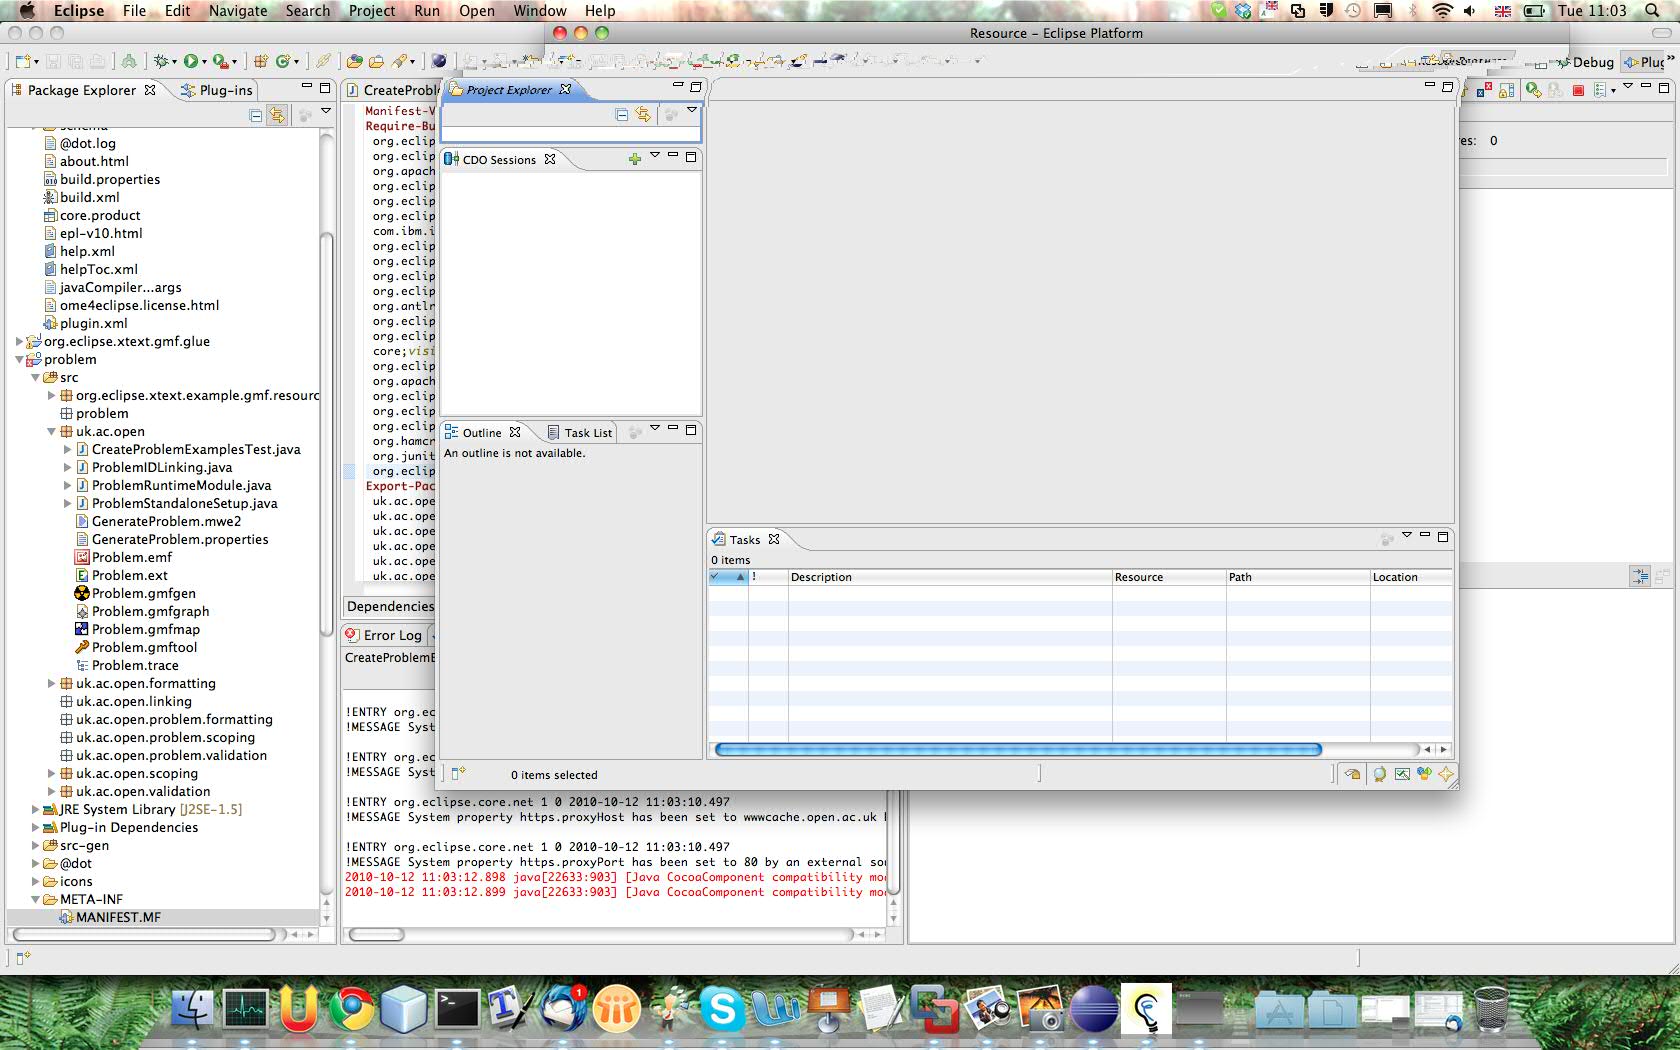 Eclipse File Edit Navigate Search Project Run Open Window Help
Tue 11:03
Resource - Eclipse Platform
Debug
Plug
Package Explorer
Plug-ins
schema
@dot.log
about.html
build.properties
build.xml
core.product
epl-v10.html
help.xml
helpToc.xml
javaCompiler...args
ome4eclipse.license.html
plugin.xml
org.eclipse.xtext.gmf.glue
problem
src
org.eclipse.xtext.example.gmf.resourc
problem
uk.ac.open
CreateProblemExamplesTest.java
ProblemIDLinking.java
ProblemRuntimeModule.java
ProblemStandaloneSetup.java
GenerateProblem.mwe2
GenerateProblem.properties
Problem.emf
Problem.ext
Problem.gmfgen
Problem.gmfgraph
Problem.gmfmap
Problem.gmftool
Problem.trace
uk.ac.open.formatting
uk.ac.open.linking
uk.ac.open.problem.formatting
uk.ac.open.problem.scoping
uk.ac.open.problem.validation
uk.ac.open.scoping
uk.ac.open.validation
JRE System Library [J2SE-1.5]
Plug-in Dependencies
src-gen
@dot
icons
META-INF
MANIFEST.MF
CreateProbl
Manifest-V
Require-Bu
org.eclip
org.eclip
org.apach
org.eclip
org.eclip
org.eclip
com.ibm.i
org.eclip
org.eclip
org.eclip
org.eclip
org.antlr
org.eclip
org.eclip
core;visi
org.eclip
org.apach
org.eclip
org.eclip
org.eclip
org.hamcr
org.junit
org.eclip
Export-Pac
uk.ac.ope
uk.ac.ope
uk.ac.ope
uk.ac.ope
uk.ac.ope
uk.ac.ope
Dependencies
Error Log
CreateProblemE
!ENTRY org.ec
!MESSAGE Syst
!ENTRY org.ec
!MESSAGE Syst
!ENTRY org.eclipse.core.net 1 0 2010-10-12 11:03:10.497
!MESSAGE System property https.proxyHost has been set to wwwcache.open.ac.uk
!ENTRY org.eclipse.core.net 1 0 2010-10-12 11:03:10.497
!MESSAGE System property https.proxyPort has been set to 80 by an external so
2010-10-12 11:03:12.898 java[22633:903] [Java CocoaComponent compatibility mo
2010-10-12 11:03:12.899 java[22633:903] [Java CocoaComponent compatibility mo
Project Explorer
CDO Sessions
Outline
Task List
An outline is not available.
Tasks
0 items
! Description Resource Path Location
0 items selected
res: 0
1